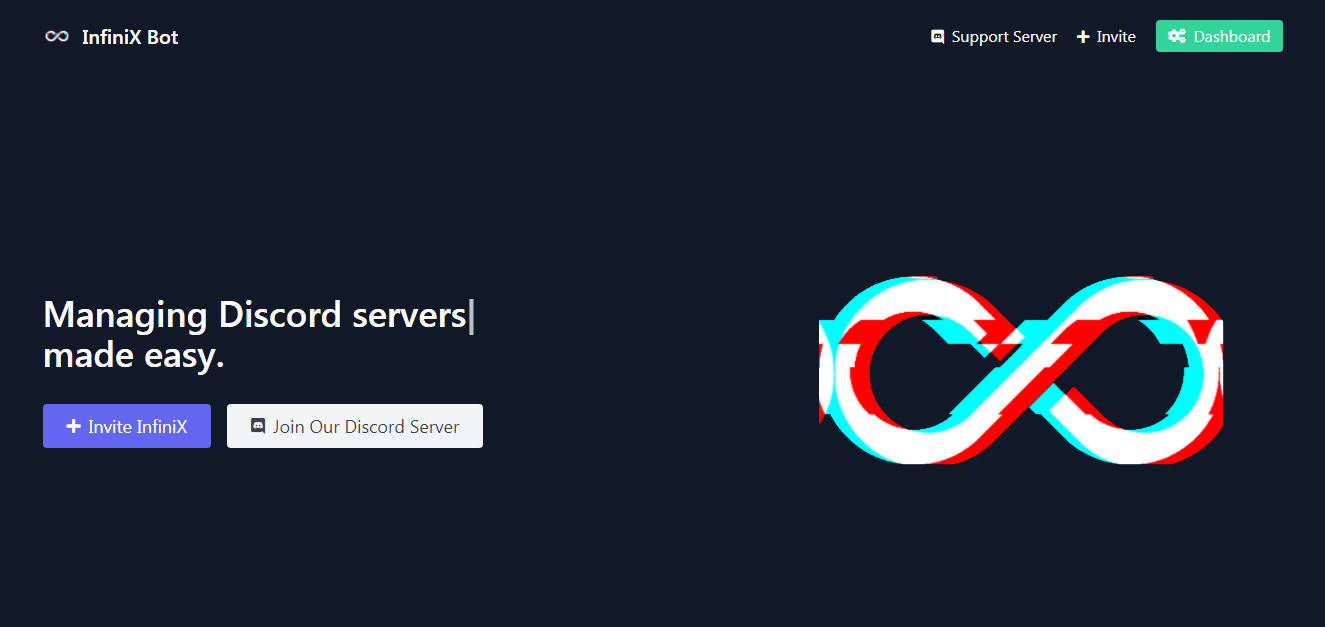 InfiniX Bot
Support Server
Invite
Dashboard
Managing Discord servers|
made easy.
Invite InfiniX
Join Our Discord Server